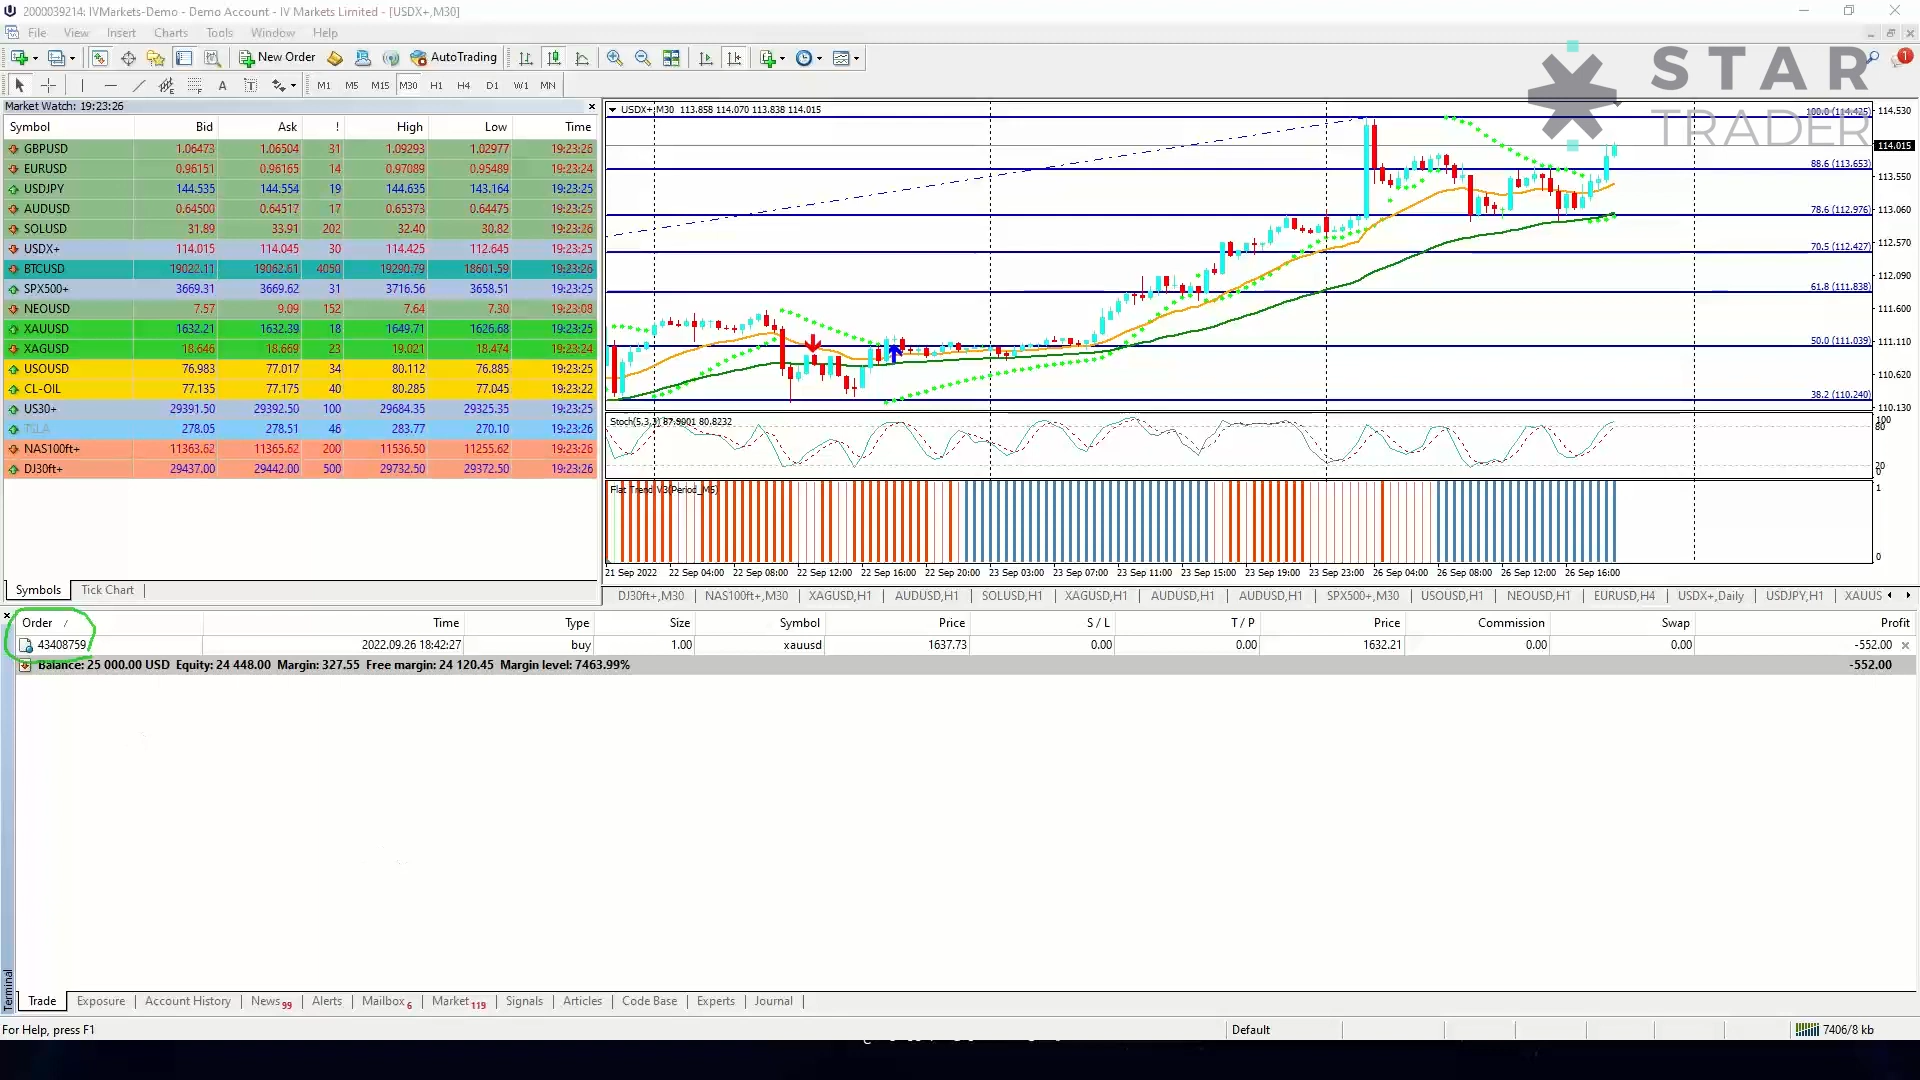 2000039214: IVMarkets-Demo - Demo Account - IV Markets Limited - [USDX+,M30]
File View Insert Charts Tools Window Help
New Order AutoTrading 1
A T M1 M5 M15 M30 H1 H4 D1 W1 MN
STAR
TRADER
Market Watch: 19:23:26
Symbol Bid Ask ! High Low Time
GBPUSD 1.06473 1.06504 31 1.09293 1.02977 19:23:26
EURUSD 0.96151 0.96165 14 0.97089 0.95489 19:23:24
USDJPY 144.535 144.554 19 144.635 143.164 19:23:25
AUDUSD 0.64500 0.64517 17 0.65373 0.64475 19:23:25
SOLUSD 31.89 33.91 202 32.40 30.82 19:23:26
USDX+ 114.015 114.045 30 114.425 112.645 19:23:25
BTCUSD 19022.11 19062.61 4050 19290.79 18601.59 19:23:26
SPX500+ 3669.31 3669.62 31 3716.56 3658.51 19:23:25
NEOUSD 7.57 9.09 152 7.64 7.30 19:23:08
XAUUSD 1632.21 1632.39 18 1649.71 1626.68 19:23:25
XAGUSD 18.646 18.669 23 19.021 18.474 19:23:24
USOUSD 76.983 77.017 34 80.112 76.885 19:23:25
CL-OIL 77.135 77.175 40 80.285 77.045 19:23:22
US30+ 29391.50 29392.50 100 29684.35 29325.35 19:23:25
TSLA 278.05 278.51 46 283.77 270.10 19:23:26
NAS100ft+ 11363.62 11365.62 200 11536.50 11255.62 19:23:26
DJ30ft+ 29437.00 29442.00 500 29732.50 29372.50 19:23:26
Symbols Tick Chart
USDX+,M30 113.858 114.070 113.838 114.015
100.0 (114.425)
88.6 (113.653)
78.6 (112.976)
70.5 (112.427)
61.8 (111.838)
50.0 (111.039)
38.2 (110.240)
114.530
114.015
113.550
113.060
112.570
112.090
111.600
111.110
110.620
110.130
Stoch(5,3,3) 87.9001 80.8232
100
80
20
0
Flat Trend V3(Period_M5)
1
0
21 Sep 2022 22 Sep 04:00 22 Sep 08:00 22 Sep 12:00 22 Sep 16:00 22 Sep 20:00 23 Sep 03:00 23 Sep 07:00 23 Sep 11:00 23 Sep 15:00 23 Sep 19:00 23 Sep 23:00 26 Sep 04:00 26 Sep 08:00 26 Sep 12:00 26 Sep 16:00
DJ30ft+,M30 NAS100ft+,M30 XAGUSD,H1 AUDUSD,H1 SOLUSD,H1 XAGUSD,H1 AUDUSD,H1 AUDUSD,H1 SPX500+,M30 USOUSD,H1 NEOUSD,H1 EURUSD,H4 USDX+,Daily USDJPY,H1 XAUUS
Order / Time Type Size Symbol Price S / L T / P Price Commission Swap Profit
43408759 2022.09.26 18:42:27 buy 1.00 xauusd 1637.73 0.00 0.00 1632.21 0.00 0.00 -552.00
Balance: 25 000.00 USD Equity: 24 448.00 Margin: 327.55 Free margin: 24 120.45 Margin level: 7463.99% -552.00
Terminal
Trade Exposure Account History News 99 Alerts Mailbox 6 Market 119 Signals Articles Code Base Experts Journal
For Help, press F1 Default 7406/8 kb